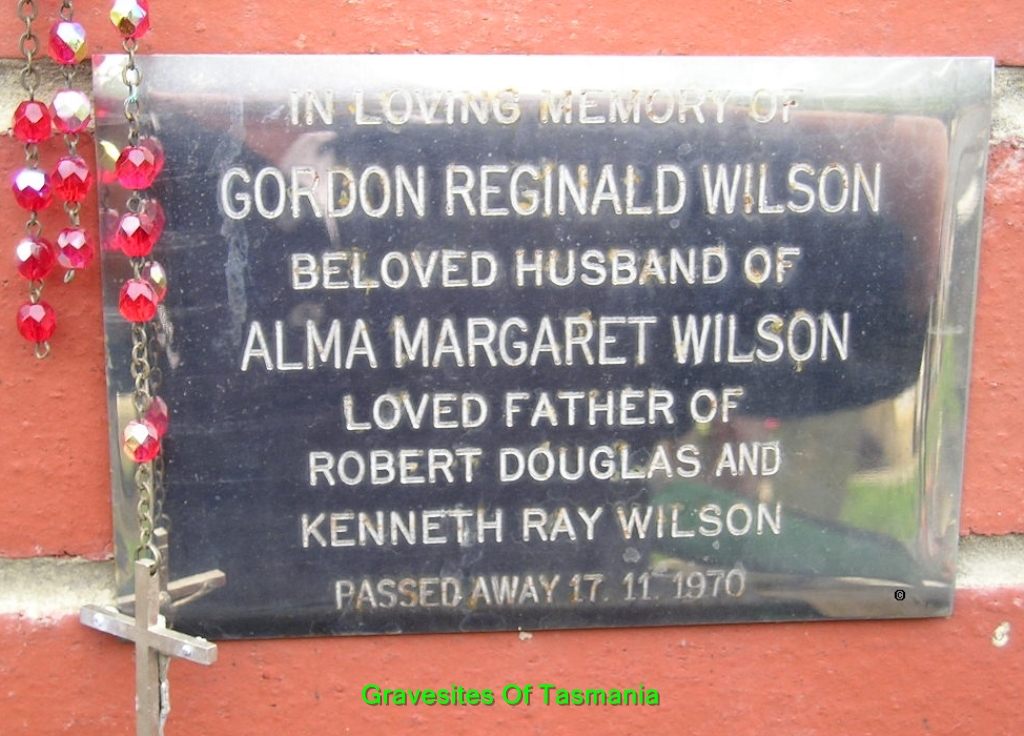 IN LOVING MEMORY OF
GORDON REGINALD WILSON
BELOVED HUSBAND OF
ALMA MARGARET WILSON
LOVED FATHER OF
ROBERT DOUGLAS AND
KENNETH RAY WILSON
PASSED AWAY 17. 11. 1970
©
Gravesites Of Tasmania